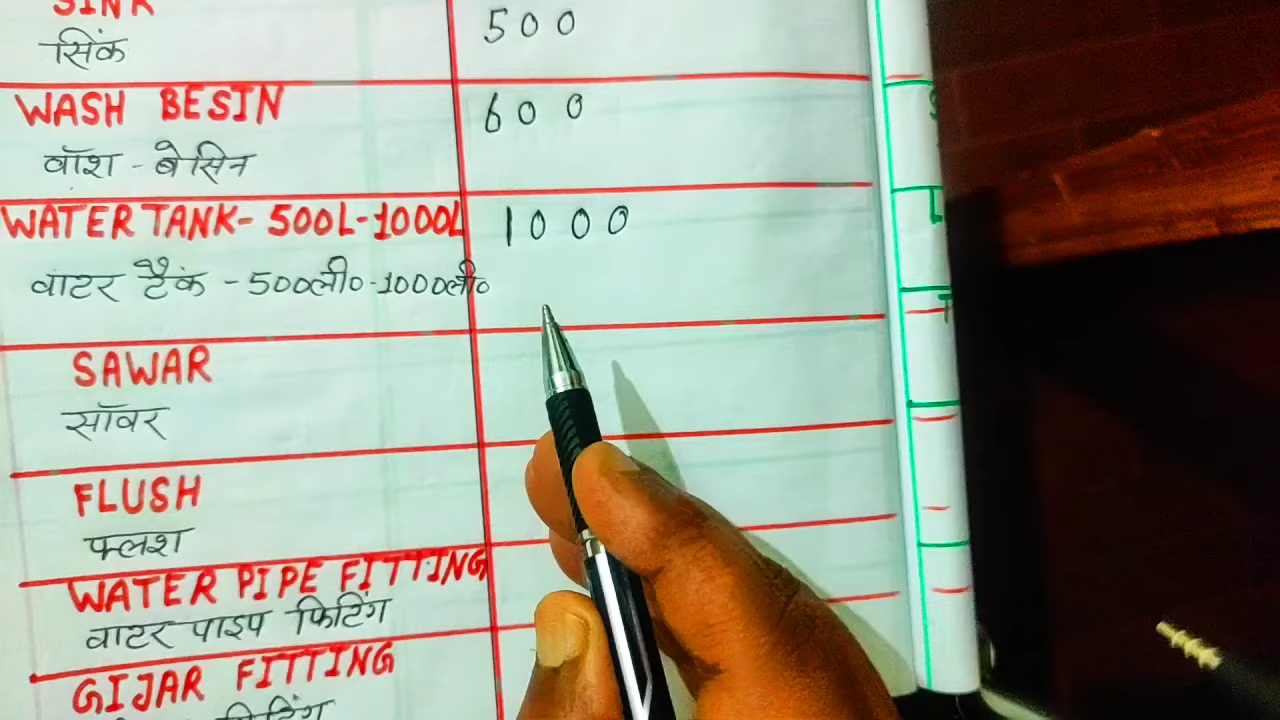 SINK
सिंक
500
WASH BESIN
600
वॉश - बेसिन
WATER TANK- 500L-1000L
1000
वाटर टैंक - 500ली०-1000ली०
SAWAR
सॉवर
FLUSH
फ्लश
WATER PIPE FITTING
वाटर पाइप फिटिंग
GIJAR FITTING